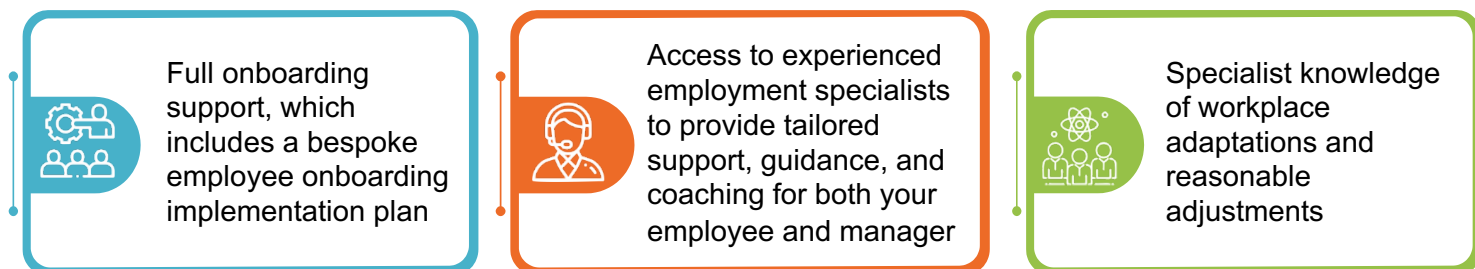 Full onboarding
support, which
includes a bespoke
employee onboarding
implementation plan
Access to experienced
employment specialists
to provide tailored
support, guidance, and
coaching for both your
employee and manager
Specialist knowledge
of workplace
adaptations and
reasonable
adjustments